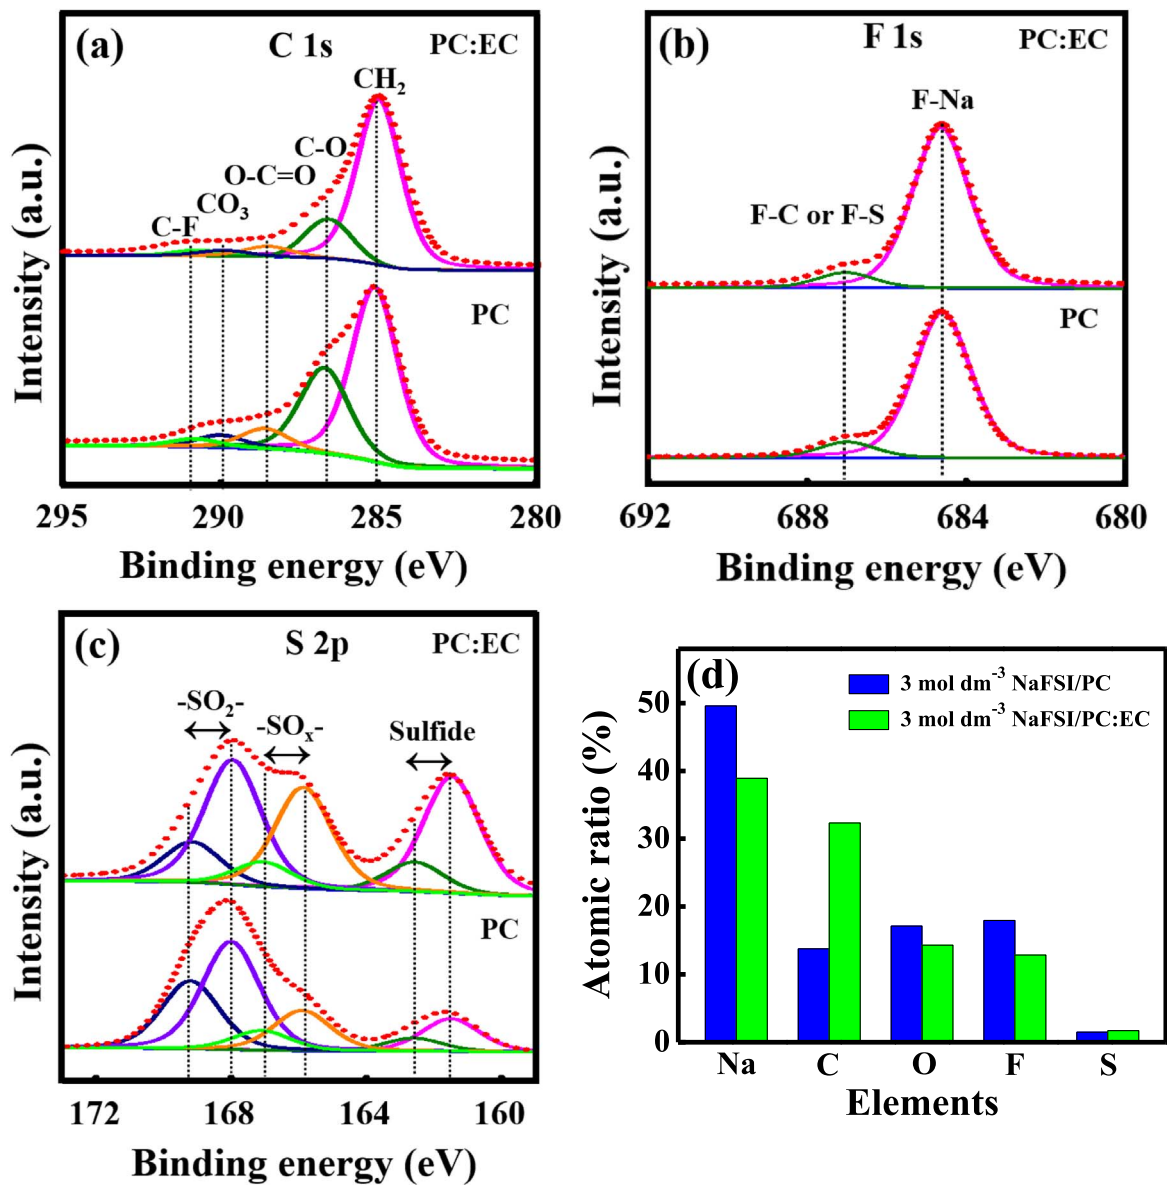 (a) C 1s PC:EC
CH₂
C-O
O-C=O
CO₃
C-F
PC
Intensity (a.u.)
295 290 285 280
Binding energy (eV)
(b) F 1s PC:EC
F-Na
F-C or F-S
PC
Intensity (a.u.)
692 688 684 680
Binding energy (eV)
(c) S 2p PC:EC
-SO₂-
-SOₓ-
Sulfide
PC
Intensity (a.u.)
172 168 164 160
Binding energy (eV)
(d)
3 mol dm⁻³ NaFSI/PC
3 mol dm⁻³ NaFSI/PC:EC
Atomic ratio (%)
50
40
30
20
10
0
Na C O F S
Elements